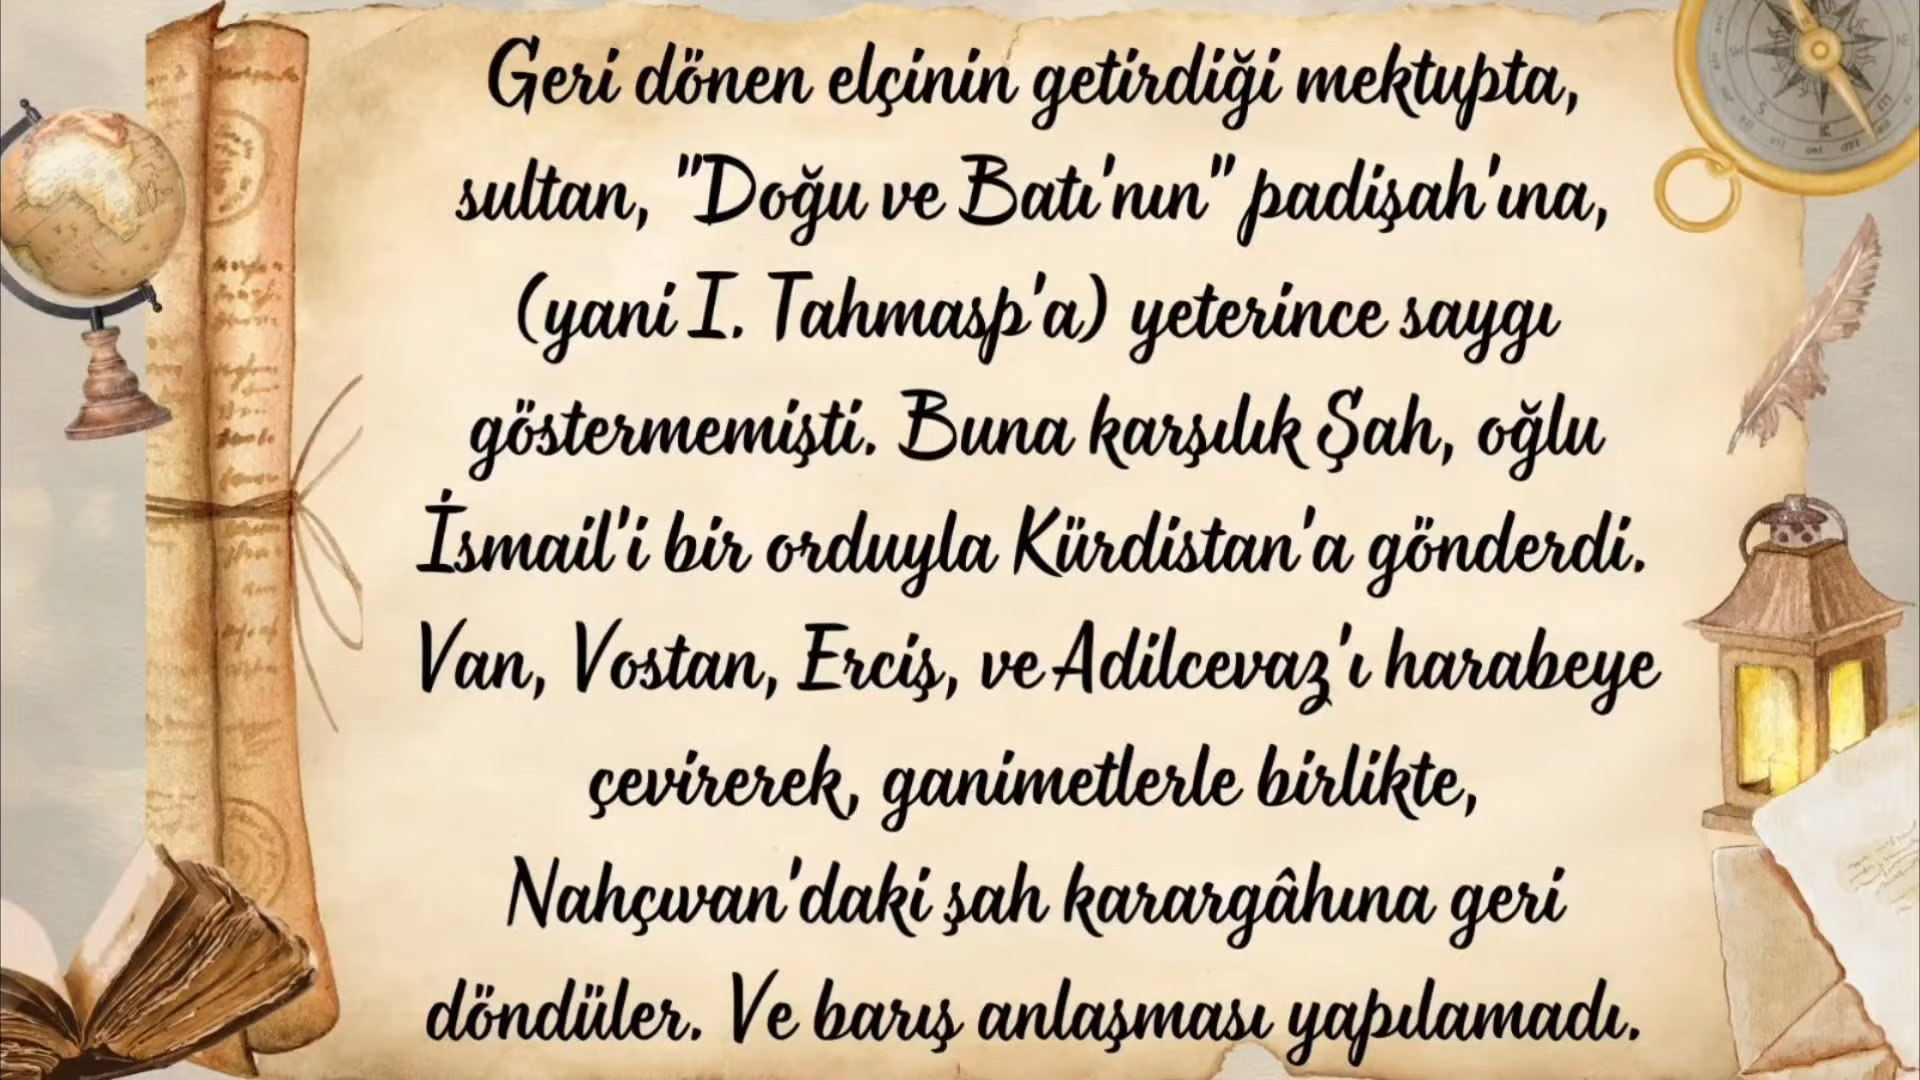 Geri dönen elçinin getirdiği mektupta,
sultan, "Doğu ve Batı'nın" padişah'ına,
(yani I. Tahmasp'a) yeterince saygı
göstermemişti. Buna karşılık Şah, oğlu
İsmail'i bir orduyla Kürdistan'a gönderdi.
Van, Vostan, Erciş, ve Adilcevaz'ı harabeye
çevirerek, ganimetlerle birlikte,
Nahçıvan'daki şah karargâhına geri
döndüler. Ve barış anlaşması yapılamadı.